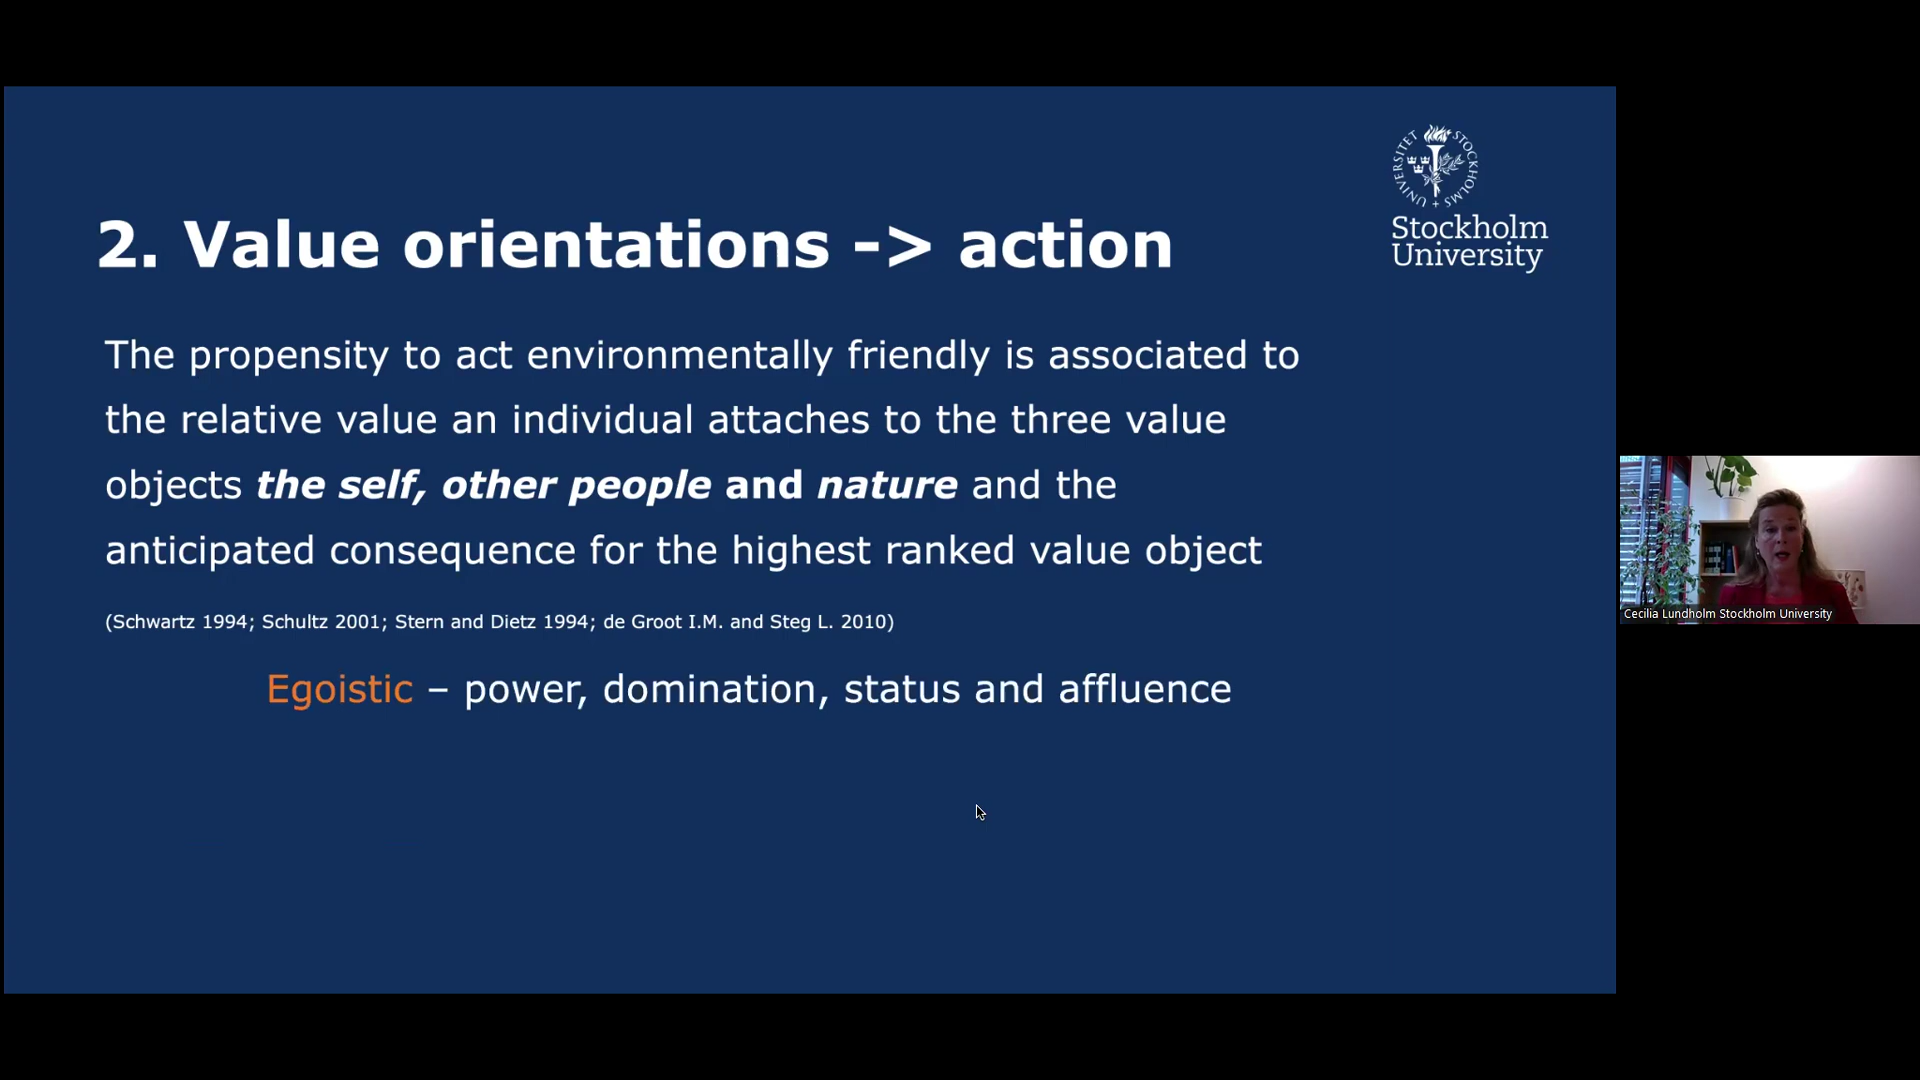 UNIVERSITET STOCKHOLMS +
Stockholm
University
2. Value orientations -> action
The propensity to act environmentally friendly is associated to
the relative value an individual attaches to the three value
objects the self, other people and nature and the
anticipated consequence for the highest ranked value object
(Schwartz 1994; Schultz 2001; Stern and Dietz 1994; de Groot I.M. and Steg L. 2010)
Egoistic – power, domination, status and affluence
Cecilia Lundholm Stockholm University